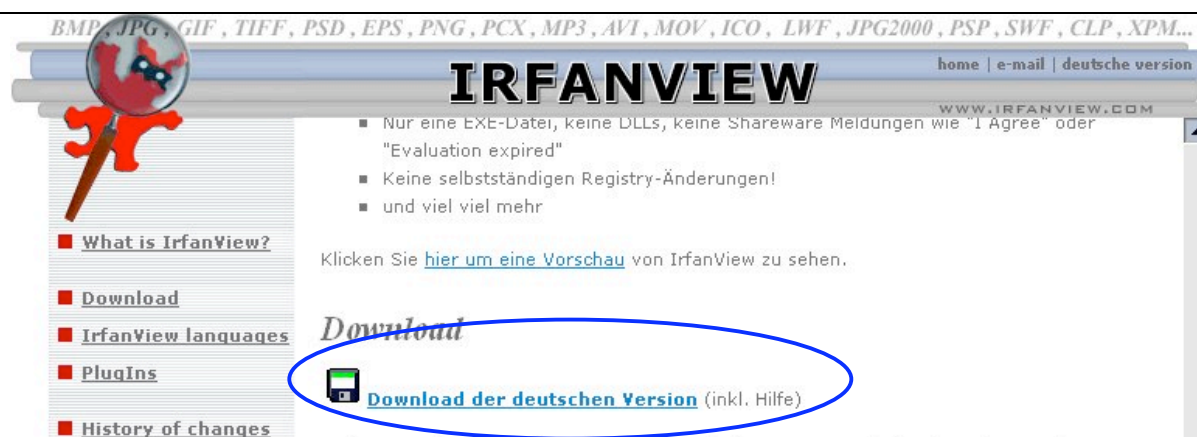 BMP , JPG , GIF , TIFF , PSD , EPS , PNG , PCX , MP3 , AVI , MOV , ICO , LWF , JPG2000 , PSP , SWF , CLP , XPM...
home | e-mail | deutsche version
IRFANVIEW
WWW.IRFANVIEW.COM
Nur eine EXE-Datei, keine DLLs, keine Shareware Meldungen wie "I Agree" oder
"Evaluation expired"
Keine selbstständigen Registry-Änderungen!
und viel viel mehr
Klicken Sie hier um eine Vorschau von IrfanView zu sehen.
Download
Download der deutschen Version (inkl. Hilfe)
What is IrfanView?
Download
IrfanView languages
PlugIns
History of changes